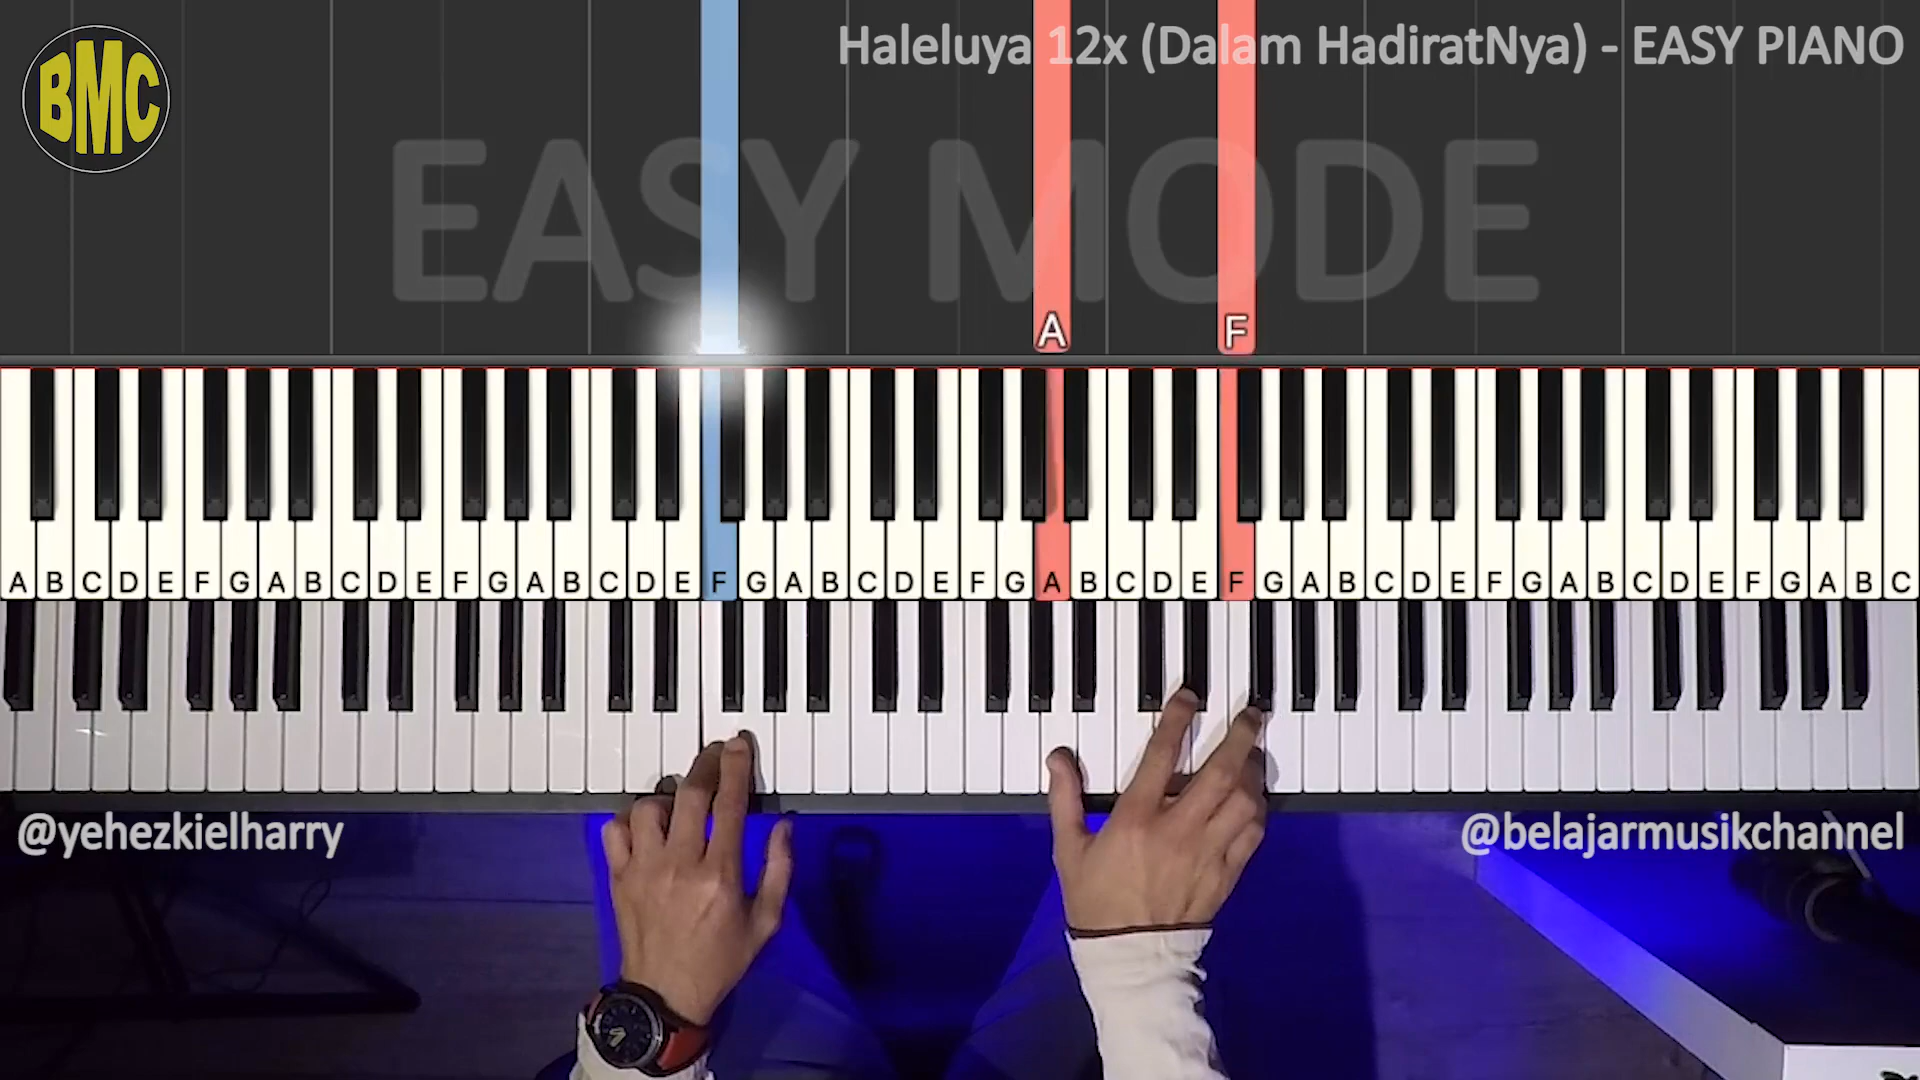 BMC
Haleluya 12x (Dalam HadiratNya) - EASY PIANO
EASY MODE
A F
A B C D E F G A B C D E F G A B C D E F G A B C D E F G A B C D E F G A B C D E F G A B C D E F G A B C
@yehezkielharry
@belajarmusikchannel